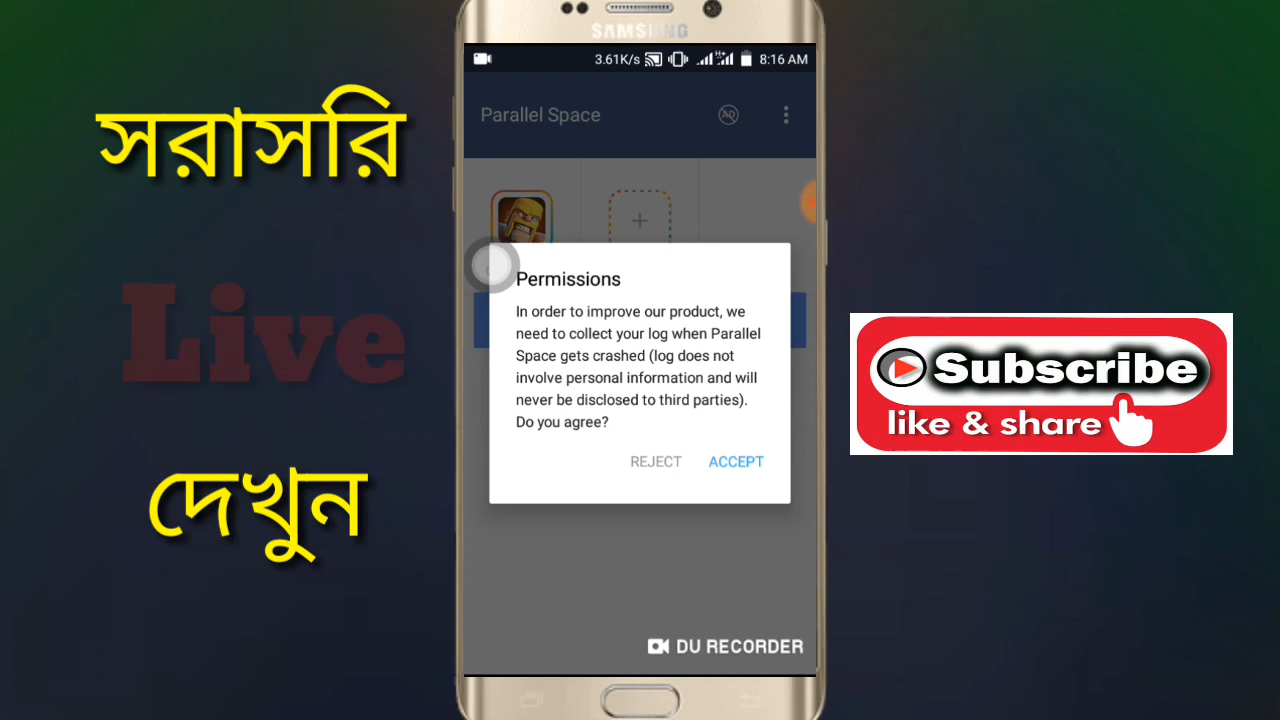 সরাসরি
Live
দেখুন
SAMSUNG
3.61K/s
H+
8:16 AM
Parallel Space
AD
Permissions
In order to improve our product, we
need to collect your log when Parallel
Space gets crashed (log does not
involve personal information and will
never be disclosed to third parties).
Do you agree?
REJECT ACCEPT
DU RECORDER
Subscribe
like & share